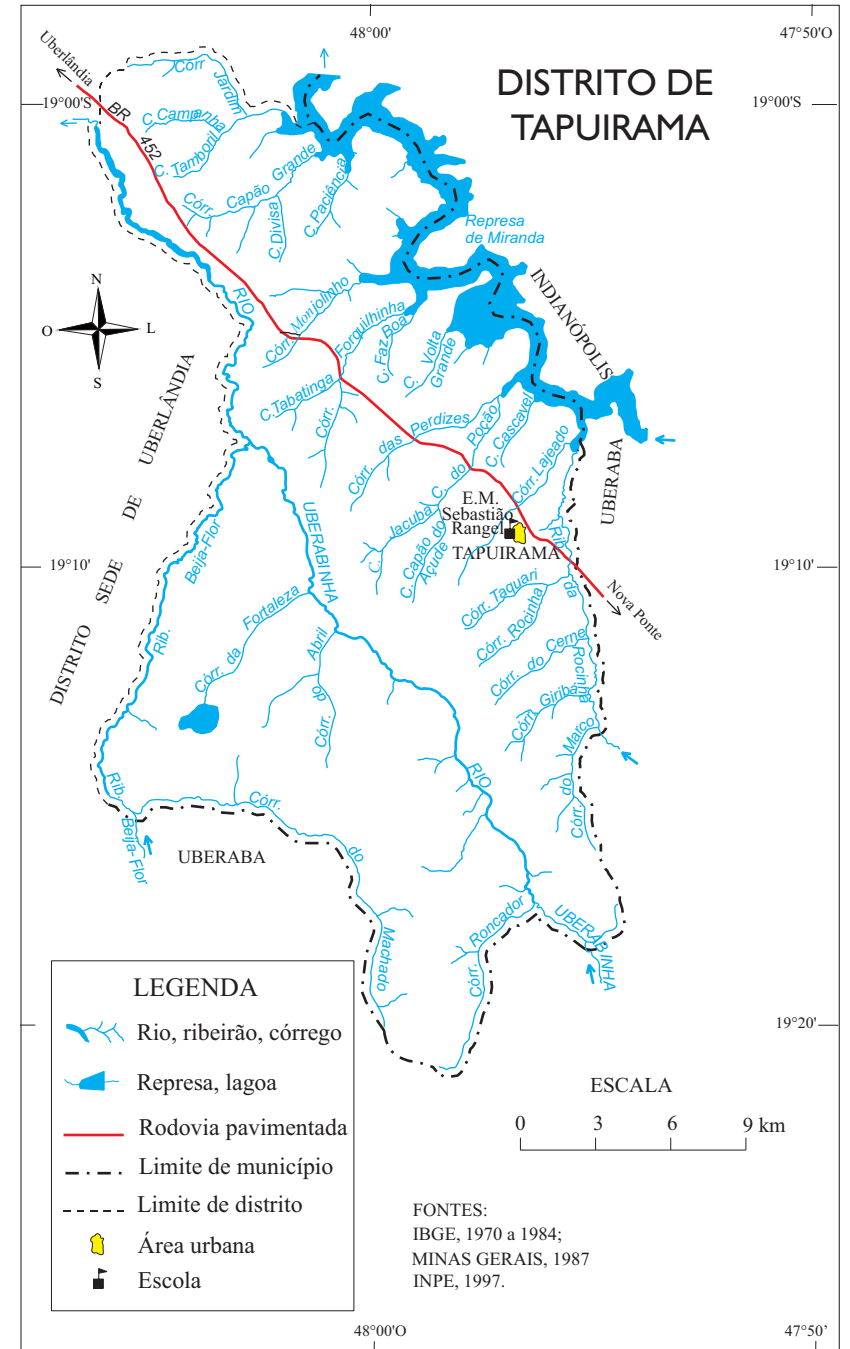 48°00'
47°50'O
Uberlândia
19°00'S
19°00'S
DISTRITO DE
TAPUIRAMA
BR
452
Córr
Jardim
C. Campanha
C. Tamboril
Córr.
Capão
Grande
C. Divisa
C. Paciência
Represa
de Miranda
INDIANÓPOLIS
N
O
L
S
RIO
Córr.
Monjolinho
Forquilhinha
C. Faz
Boa
C.
Volta
Grande
C. Tabatinga
Córr.
Córr.
das
Perdizes
Poção
C. do
C. Cascavel
Córr.
Lajeado
UBERABA
DISTRITO
SEDE
DE
UBERLÂNDIA
Rib.
Beija-Flor
UBERABINHA
E.M.
Sebastião
Rangel
TAPUIRAMA
C.
Iacuba
C. Capão do
Açude
19°10'
19°10'
Rib.
da
Rocinha
Nova Ponte
Córr. Taquari
Córr. Rocinha
Córr.
do
Cerne
Córr.
Giribá
Córr.
do
Marco
Córr. da
Fortaleza
Córr.
do
Abril
RIO
Rib.
Beija-Flor
UBERABA
Córr.
do
Machado
Córr.
Roncador
UBERABINHA
LEGENDA
Rio, ribeirão, córrego
Represa, lagoa
Rodovia pavimentada
Limite de município
Limite de distrito
Área urbana
Escola
19°20'
ESCALA
0 3 6 9 km
FONTES:
IBGE, 1970 a 1984;
MINAS GERAIS, 1987
INPE, 1997.
48°00'O
47°50'